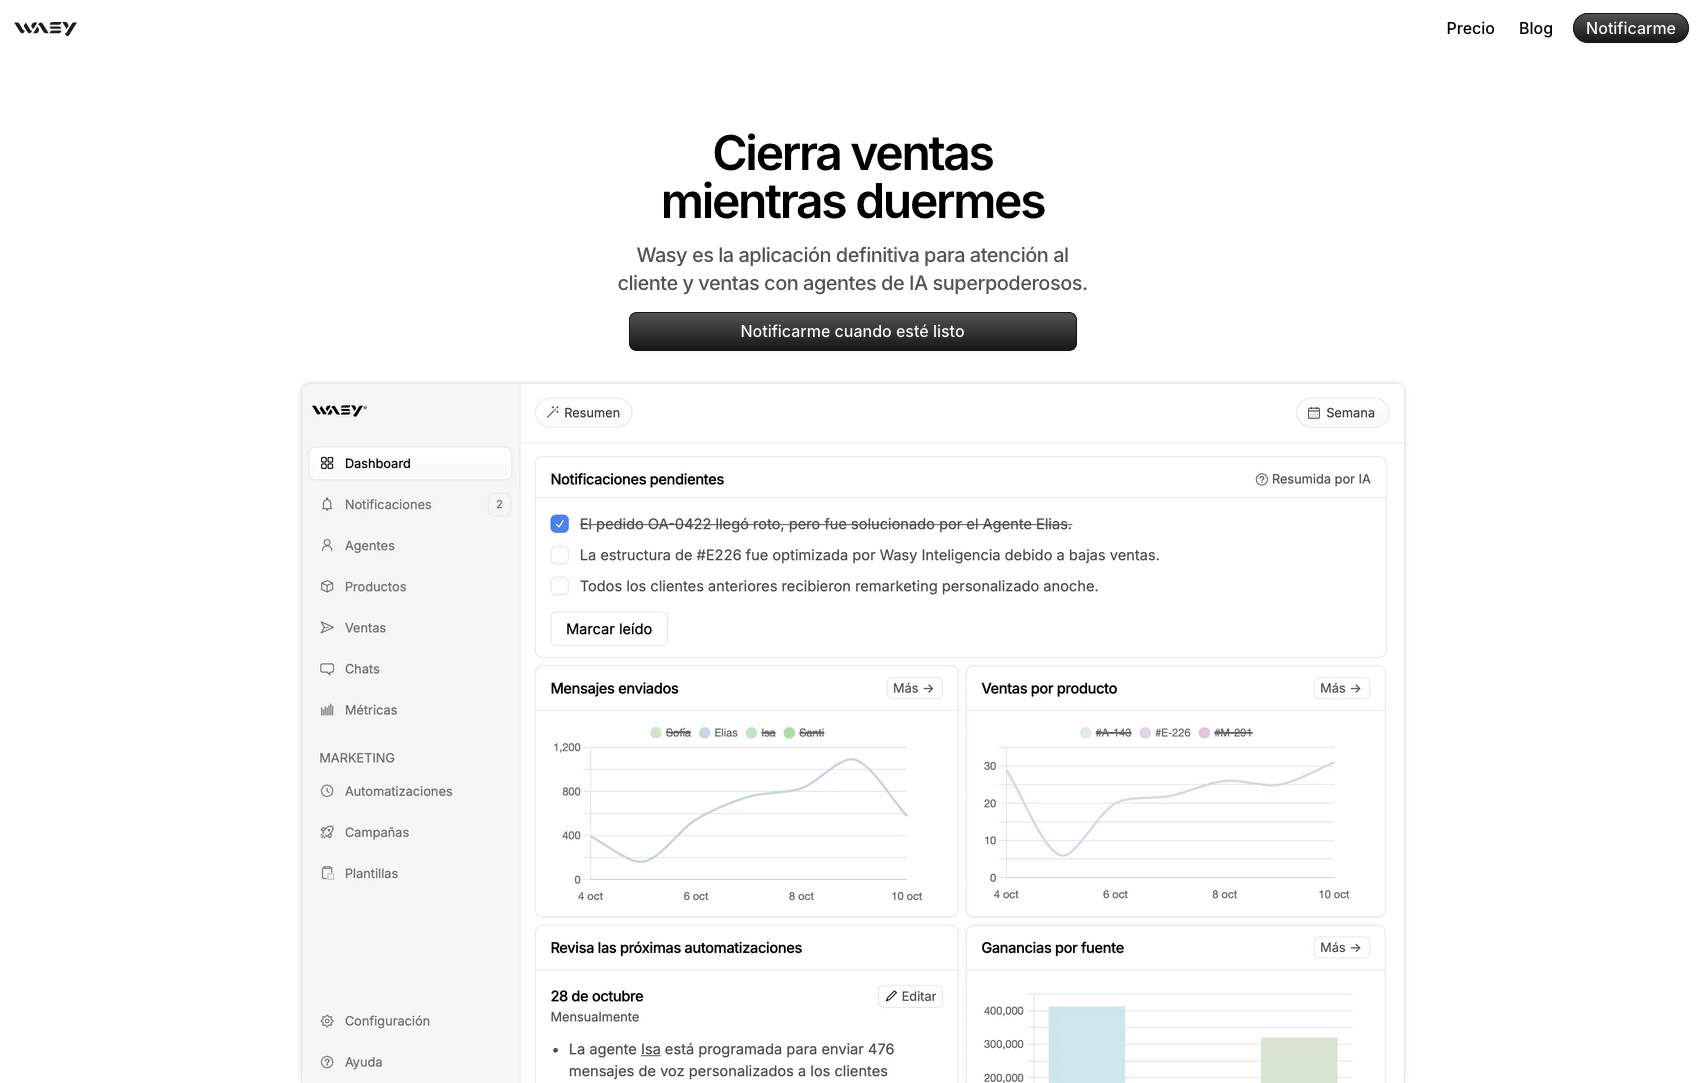 WASY
Precio
Blog
Notificarme
Cierra ventas
mientras duermes
Wasy es la aplicación definitiva para atención al
cliente y ventas con agentes de IA superpoderosos.
Notificarme cuando esté listo
WASY
Dashboard
Notificaciones
2
Agentes
Productos
Ventas
Chats
Métricas
MARKETING
Automatizaciones
Campañas
Plantillas
Configuración
Ayuda
Resumen
Semana
Notificaciones pendientes
Resumida por IA
El pedido OA-0422 llegó roto, pero fue solucionado por el Agente Elias.
La estructura de #E226 fue optimizada por Wasy Inteligencia debido a bajas ventas.
Todos los clientes anteriores recibieron remarketing personalizado anoche.
Marcar leído
Mensajes enviados
Más →
Sofía Elias Isa Santi
1,200
800
400
0
4 oct 6 oct 8 oct 10 oct
Ventas por producto
Más →
#A-143 #E-226 #M-291
30
20
10
0
4 oct 6 oct 8 oct 10 oct
Revisa las próximas automatizaciones
28 de octubre
Editar
Mensualmente
• La agente Isa está programada para enviar 476
mensajes de voz personalizados a los clientes
Ganancias por fuente
Más →
400,000
300,000
200,000